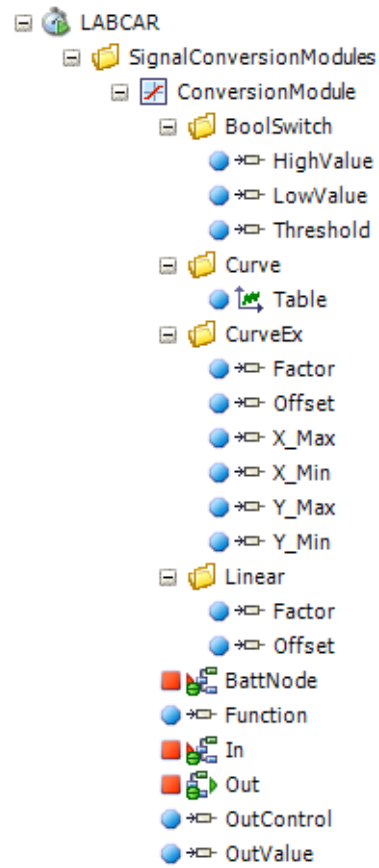 LABCAR
SignalConversionModules
ConversionModule
BoolSwitch
HighValue
LowValue
Threshold
Curve
Table
CurveEx
Factor
Offset
X_Max
X_Min
Y_Max
Y_Min
Linear
Factor
Offset
BattNode
Function
In
Out
OutControl
OutValue